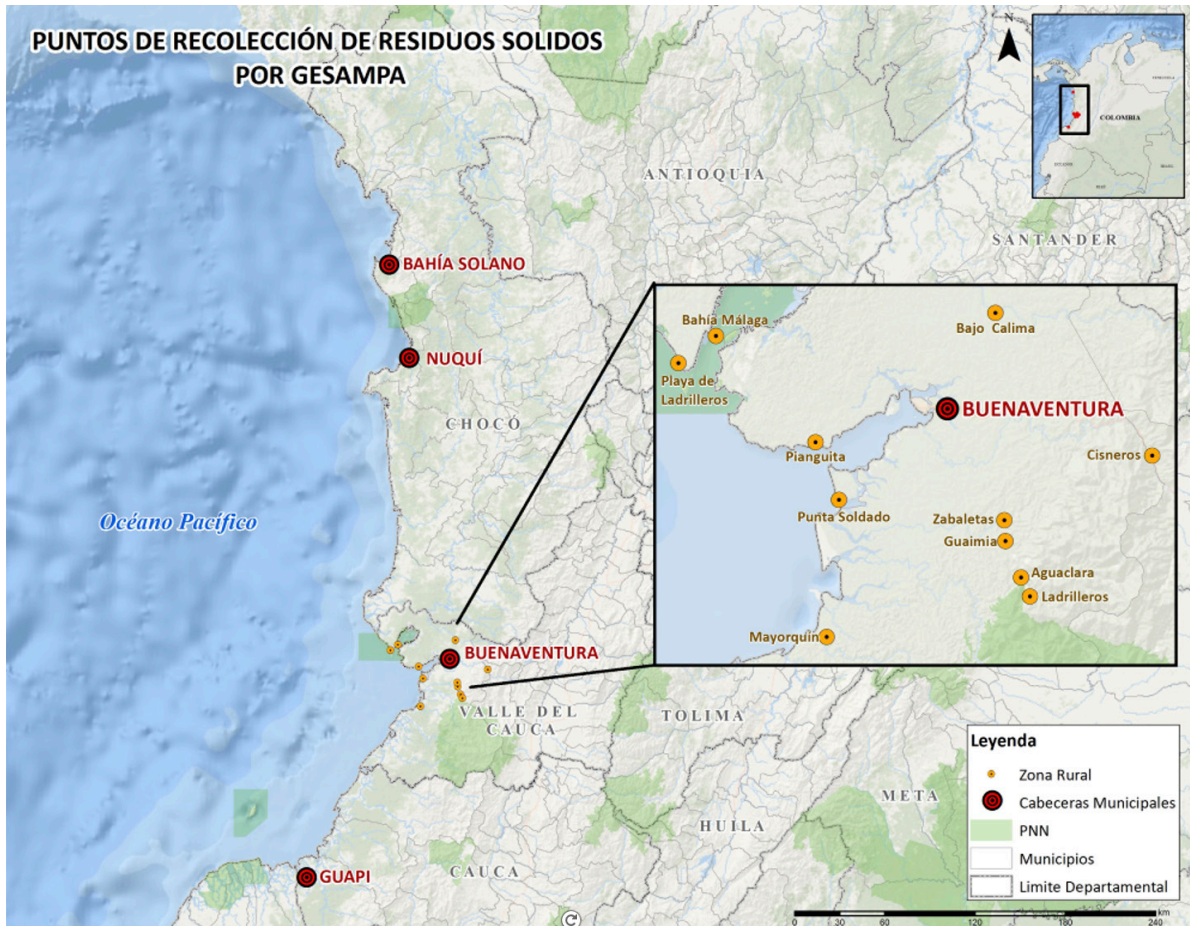 PUNTOS DE RECOLECCIÓN DE RESIDUOS SOLIDOS
POR GESAMPA
N
COLOMBIA
ANTIOQUIA
SANTANDER
BAHÍA SOLANO
NUQUÍ
CHOCÓ
Océano Pacífico
Bahía Málaga
Bajo Calima
Playa de
Ladrilleros
BUENAVENTURA
Pianguita
Cisneros
Punta Soldado
Zabaletas
Guaimia
Aguaclara
Ladrilleros
Mayorquin
BUENAVENTURA
VALLE DEL
CAUCA
TOLIMA
META
HUILA
CAUCA
GUAPI
Leyenda
Zona Rural
Cabeceras Municipales
PNN
Municipios
Limite Departamental
km
0 30 60 120 180 240